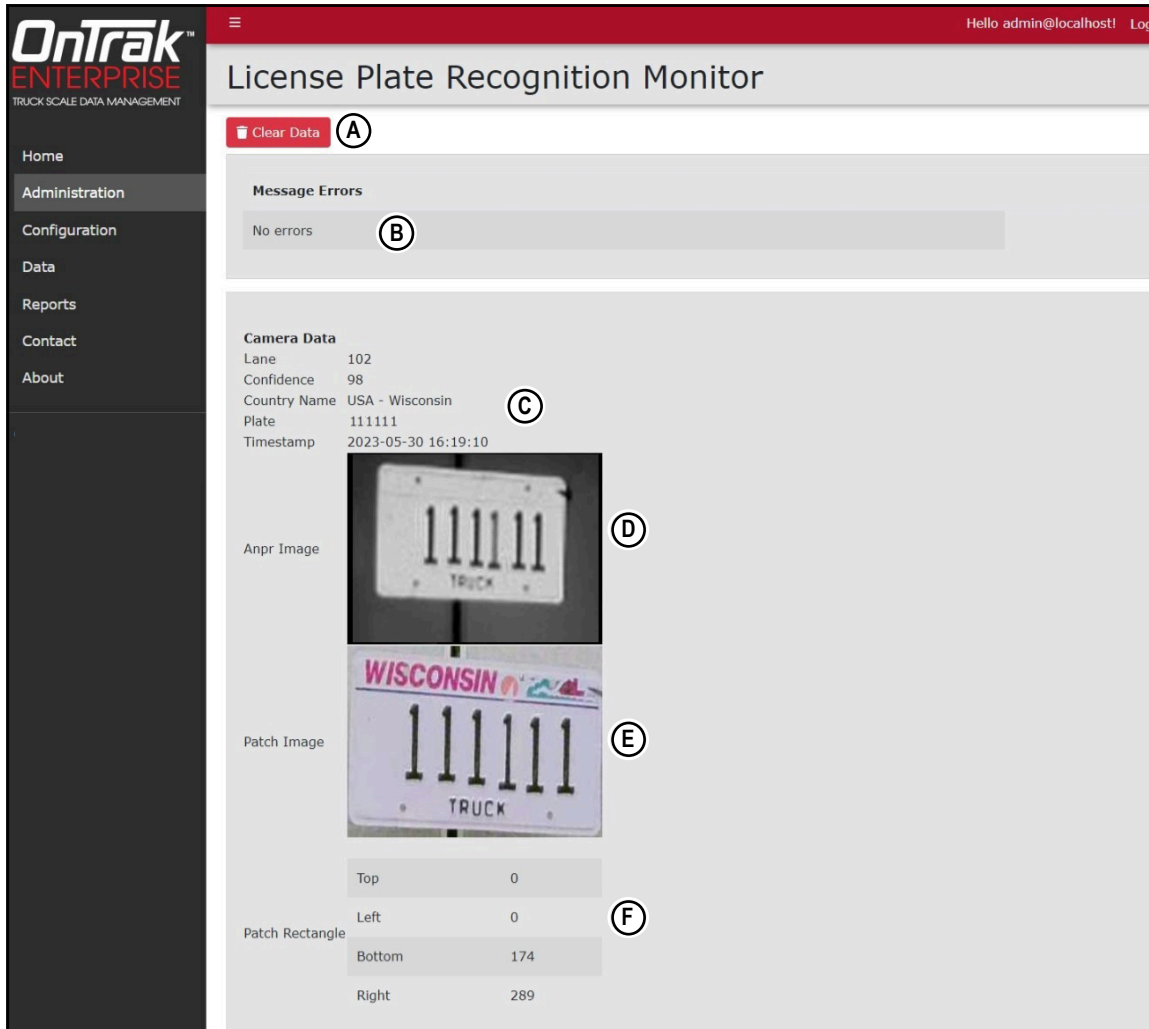 OnTrak™
ENTERPRISE
TRUCK SCALE DATA MANAGEMENT
Home
Administration
Configuration
Data
Reports
Contact
About
Hello admin@localhost! Log
License Plate Recognition Monitor
Clear Data A
Message Errors
No errors B
Camera Data
Lane 102
Confidence 98
Country Name USA - Wisconsin
C
Plate 111111
Timestamp 2023-05-30 16:19:10
111111
TRUCK
Anpr Image
D
WISCONSIN
111111
TRUCK
Patch Image
E
Patch Rectangle
Top 0
Left 0
F
Bottom 174
Right 289